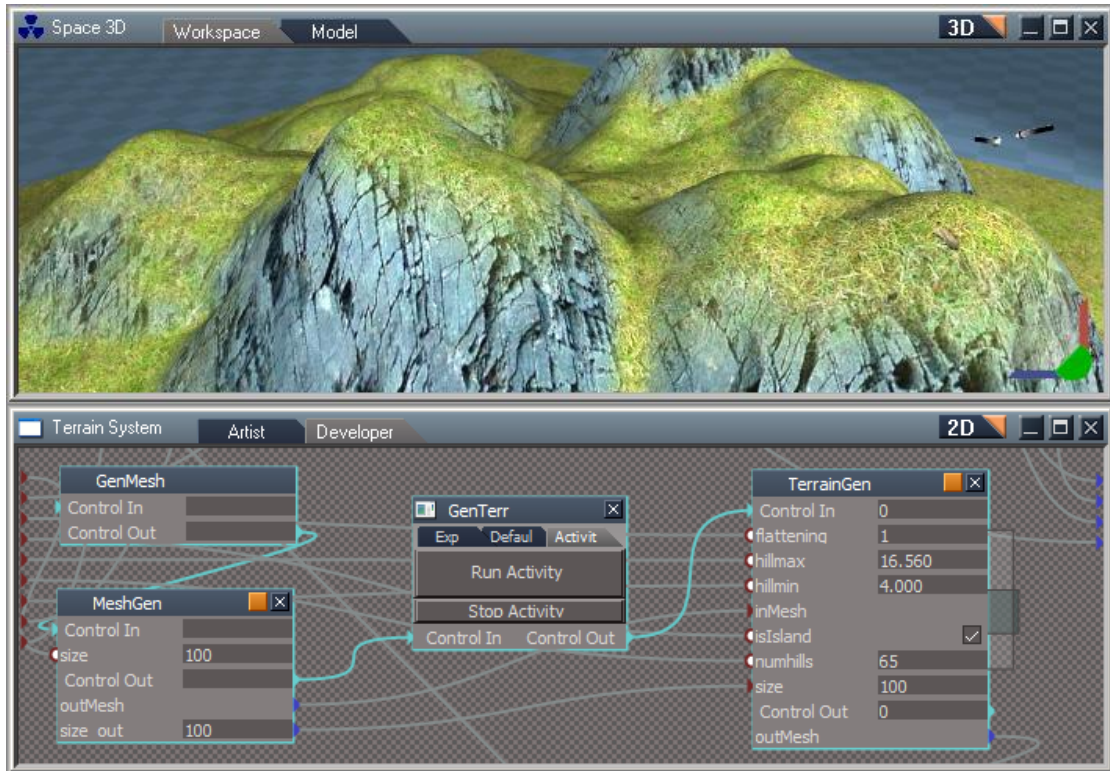 Space 3D Workspace Model 3D
Terrain System Artist Developer 2D
GenMesh
Control In
Control Out
MeshGen
Control In
size 100
Control Out
outMesh
size_out 100
GenTerr
Exp Defaul Activit
Run Activity
Stop Activity
Control In Control Out
TerrainGen
Control In 0
flattening 1
hillmax 16.560
hillmin 4.000
inMesh
isIsland
numhills 65
size 100
Control Out 0
outMesh